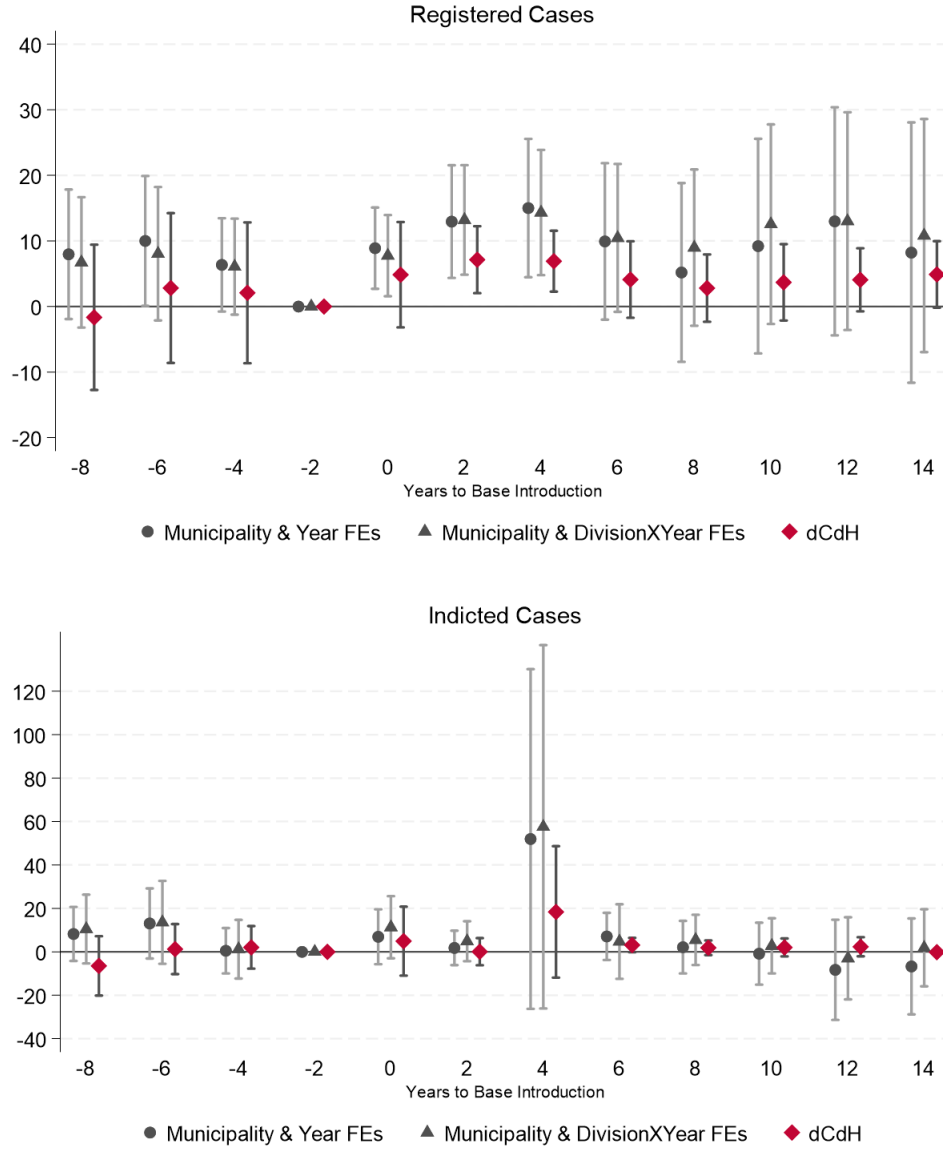 Registered Cases
40
30
20
10
0
-10
-20
-8 -6 -4 -2 0 2 4 6 8 10 12 14
Years to Base Introduction
Municipality & Year FEs Municipality & DivisionXYear FEs dCdH
Indicted Cases
120
100
80
60
40
20
0
-20
-40
-8 -6 -4 -2 0 2 4 6 8 10 12 14
Years to Base Introduction
Municipality & Year FEs Municipality & DivisionXYear FEs dCdH